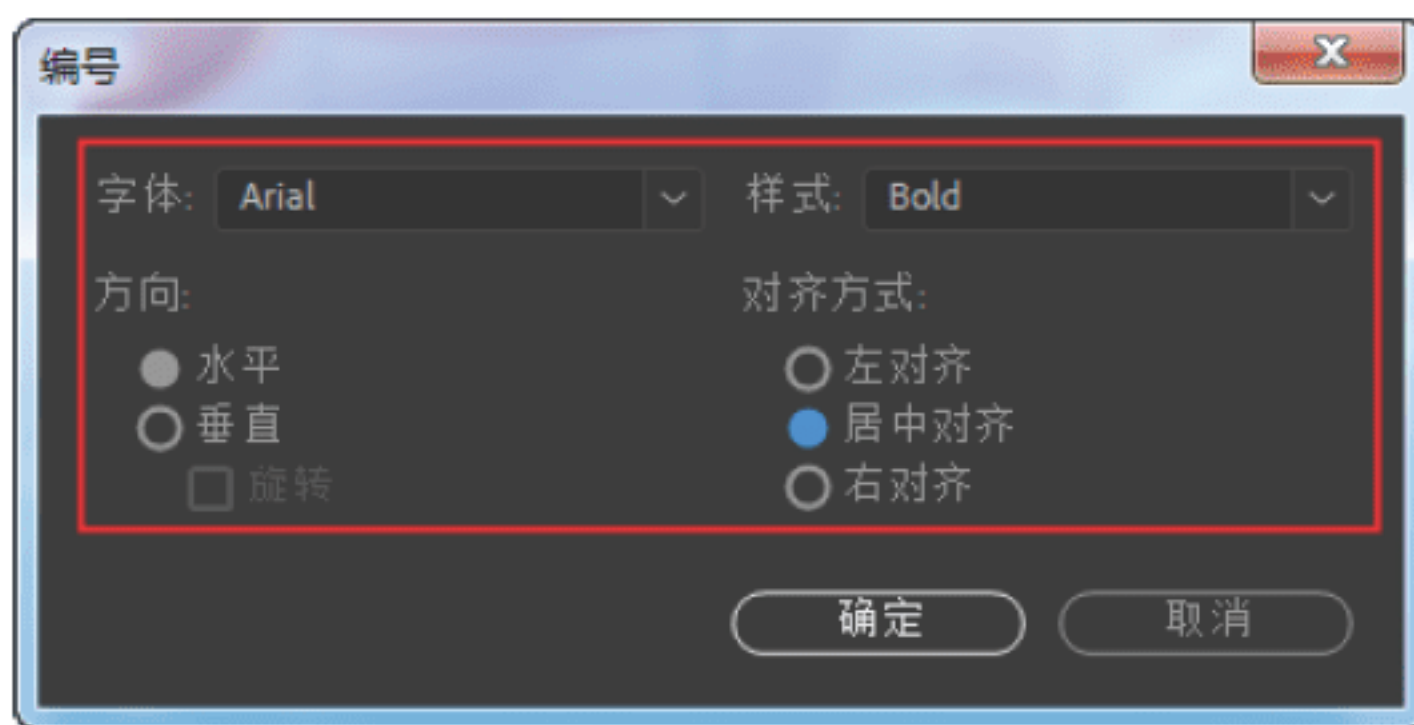 编号
字体: Arial 样式: Bold
方向: 对齐方式:
水平 左对齐
垂直 居中对齐
旋转 右对齐
确定 取消